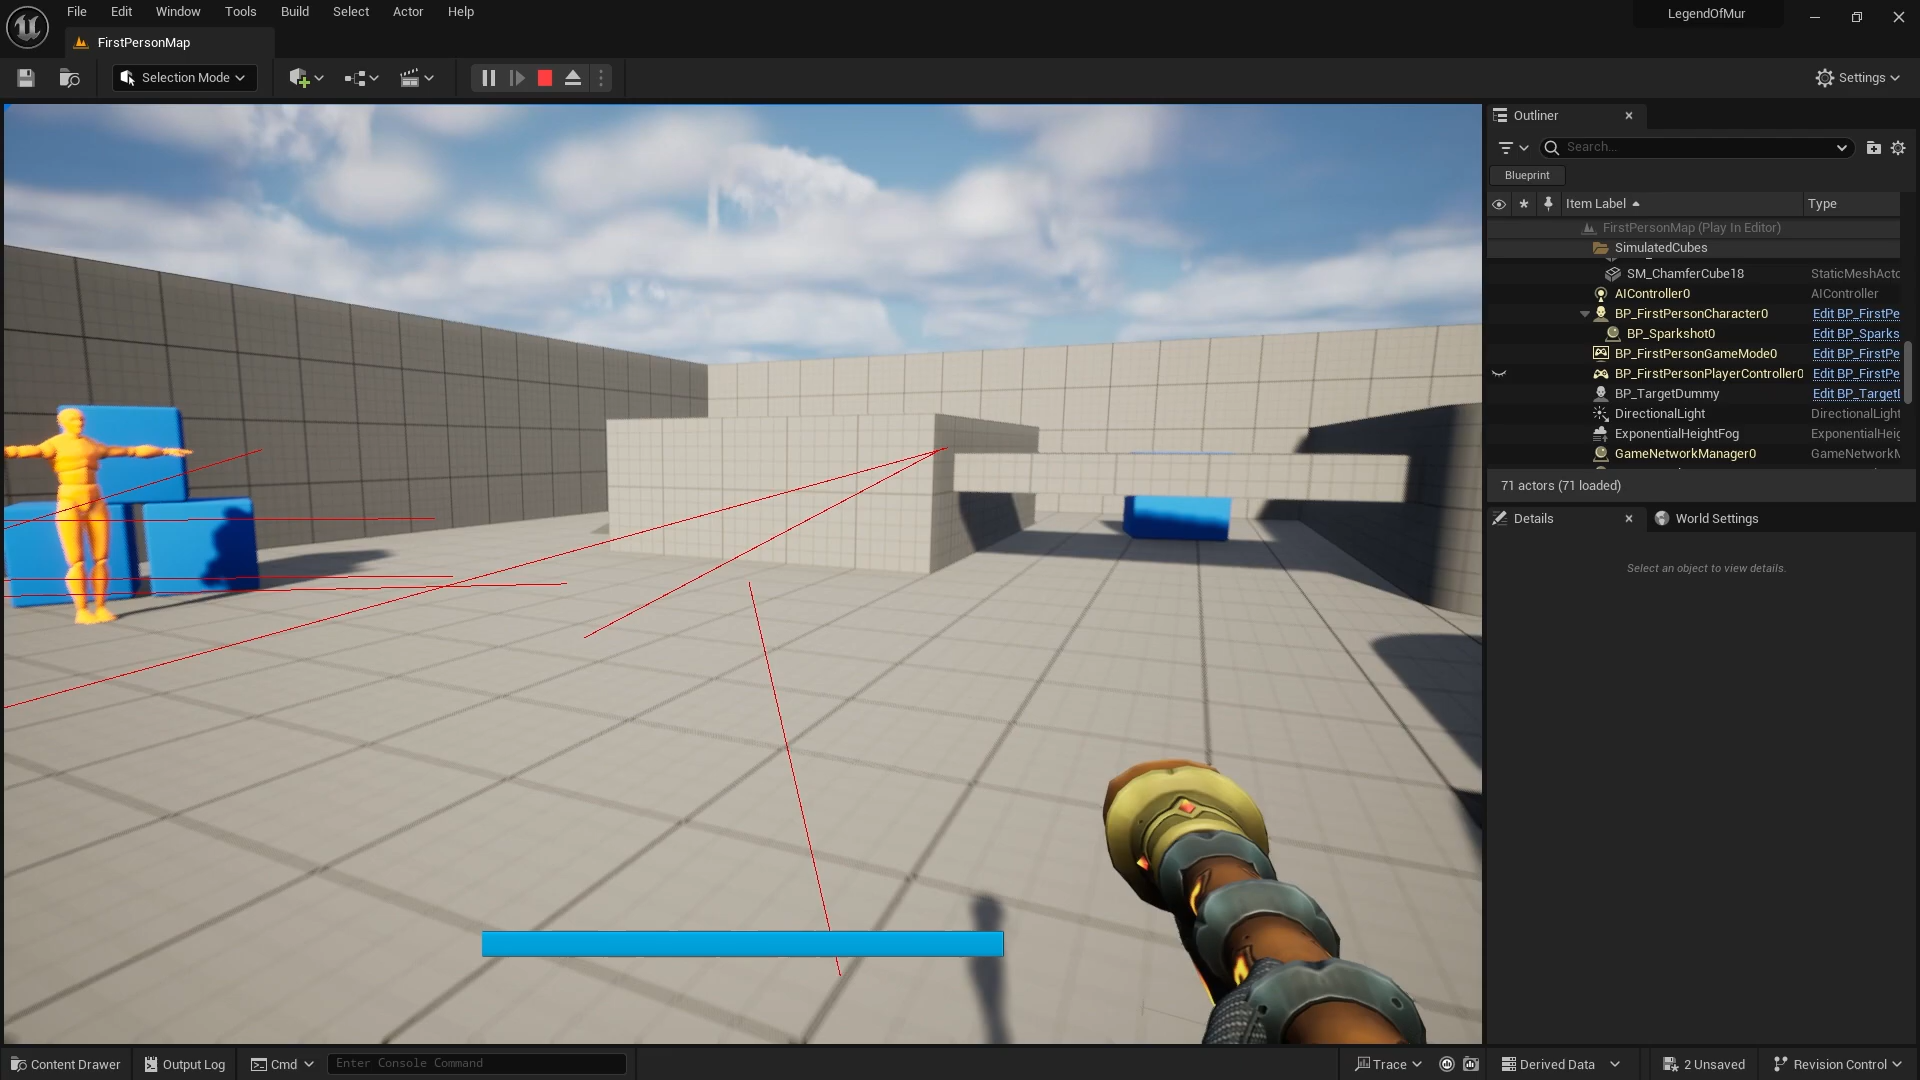 File Edit Window Tools Build Select Actor Help
LegendOfMur
FirstPersonMap
Selection Mode
Settings
Outliner
Search...
Blueprint
Item Label Type
FirstPersonMap (Play In Editor)
SimulatedCubes
SM_ChamferCube18 StaticMeshActo
AIController0 AIController
BP_FirstPersonCharacter0 Edit BP_FirstPe
BP_Sparkshot0 Edit BP_Sparks
BP_FirstPersonGameMode0 Edit BP_FirstPe
BP_FirstPersonPlayerController0 Edit BP_FirstPe
BP_TargetDummy Edit BP_Target
DirectionalLight DirectionalLight
ExponentialHeightFog ExponentialHeig
GameNetworkManager0 GameNetworkM
71 actors (71 loaded)
Details World Settings
Select an object to view details.
Content Drawer Output Log Cmd Enter Console Command Trace Derived Data 2 Unsaved Revision Control